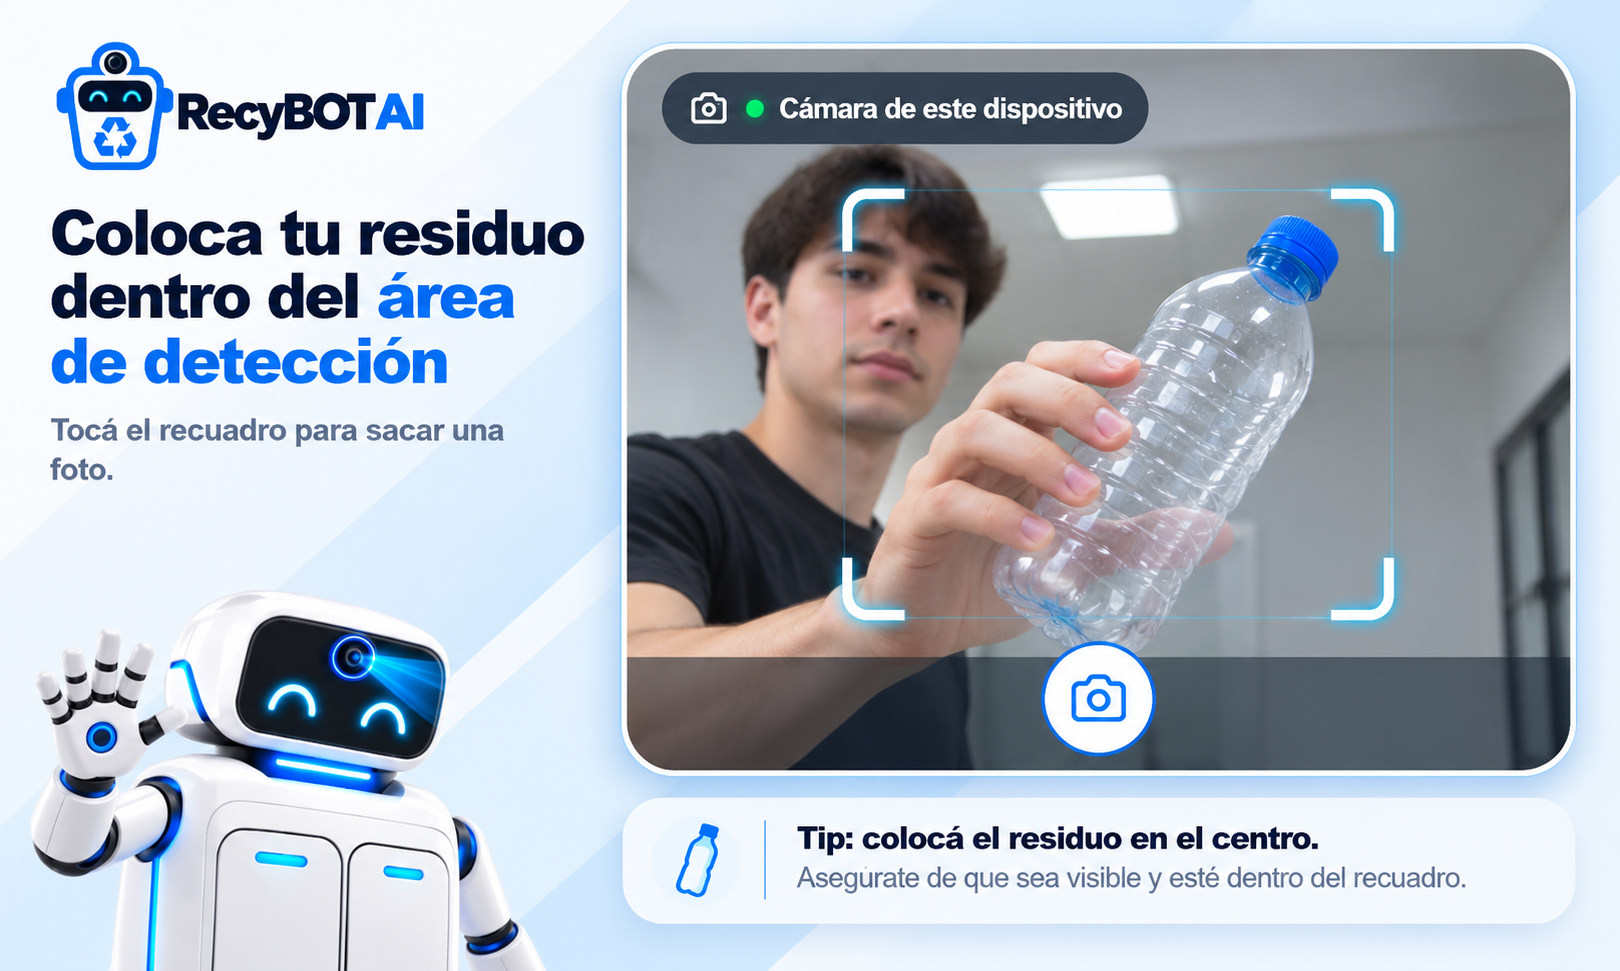 RecyBOTAI
Coloca tu residuo
dentro del área
de detección
Tocá el recuadro para sacar una
foto.
Cámara de este dispositivo
Tip: colocá el residuo en el centro.
Asegurate de que sea visible y esté dentro del recuadro.